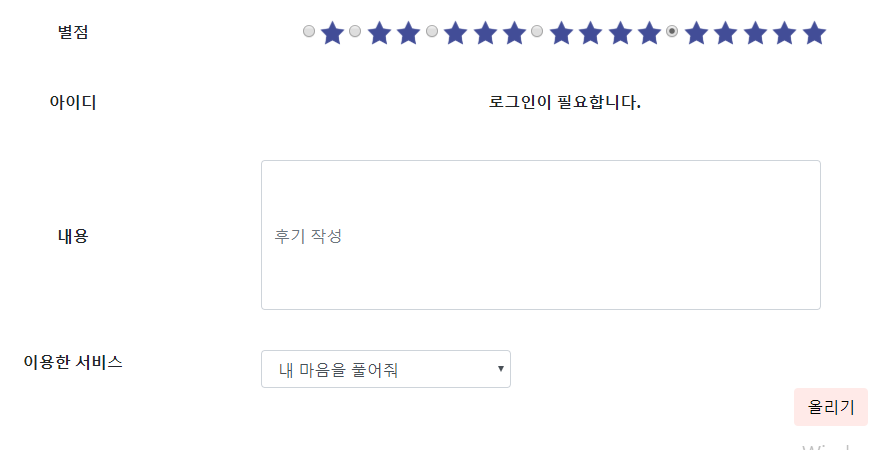 별점
아이디 로그인이 필요합니다.
내용 후기 작성
이용한 서비스 내 마음을 풀어줘
올리기